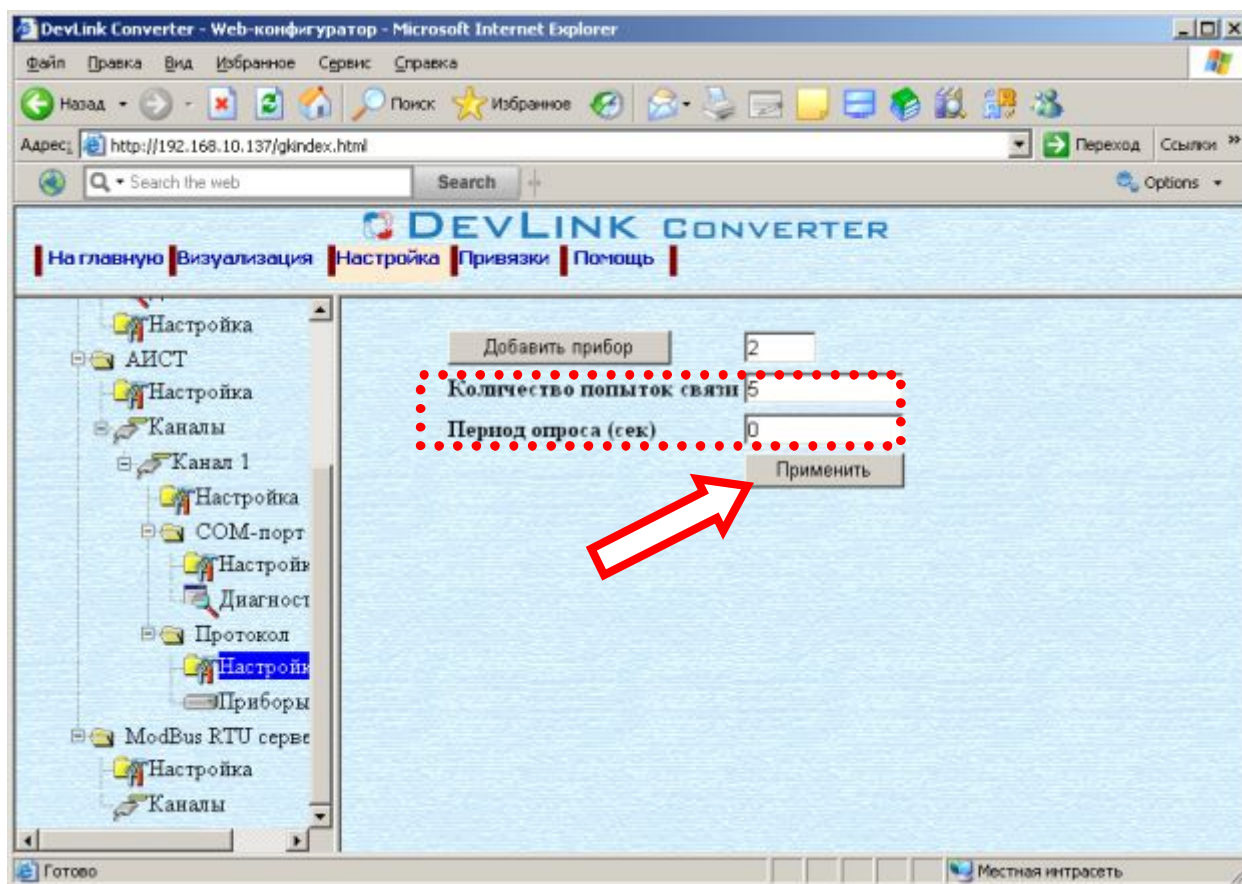 DevLink Converter - Web-конфигуратор - Microsoft Internet Explorer
Файл Правка Вид Избранное Сервис Справка
Назад Поиск Избранное
Адрес: http://192.168.10.137/gkindex.html Переход Ссылки »
Search the web Search Options
DEVLINK CONVERTER
На главную Визуализация Настройка Привязки Помощь
Настройка
АИСТ
Настройка
Каналы
Канал 1
Настройка
COM-порт
Настройк
Диагност
Протокол
Настройк
Приборы
ModBus RTU серве
Настройка
Каналы
Добавить прибор 2
Количество попыток связи 5
Период опроса (сек) 0
Применить
Готово Местная интрасеть